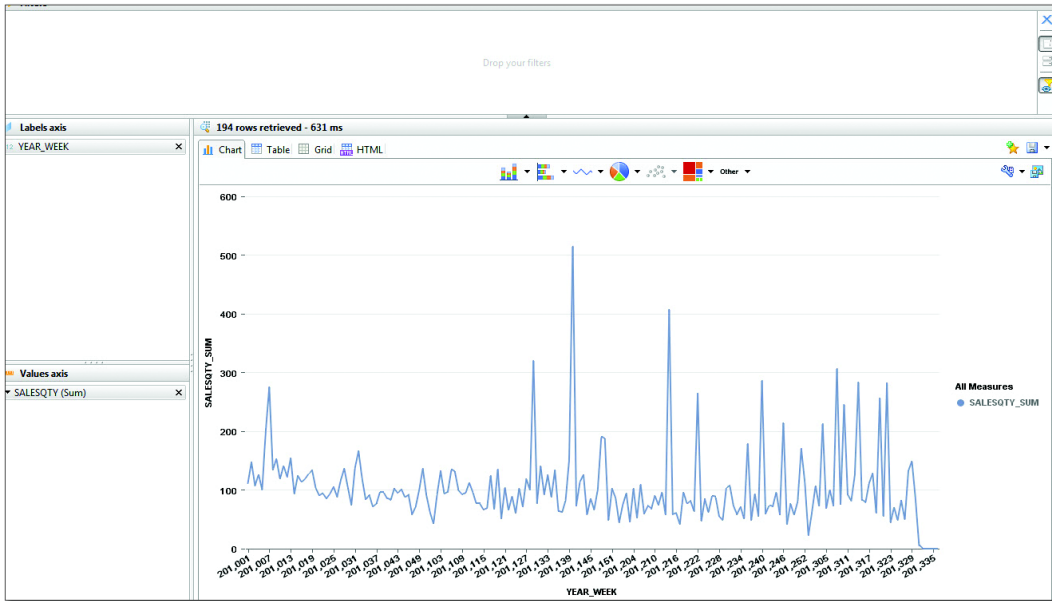 Drop your filters
Labels axis
194 rows retrieved - 631 ms
12 YEAR_WEEK
Chart Table Grid HTML
Other
600
500
400
300
200
100
0
SALESQTY_SUM
Values axis
SALESQTY (Sum)
All Measures
SALESQTY_SUM
201,001 201,007 201,013 201,019 201,025 201,031 201,037 201,043 201,049 201,103 201,109 201,115 201,121 201,127 201,133 201,139 201,145 201,151 201,204 201,210 201,216 201,222 201,228 201,234 201,240 201,246 201,252 201,305 201,311 201,317 201,323 201,329 201,335
YEAR_WEEK